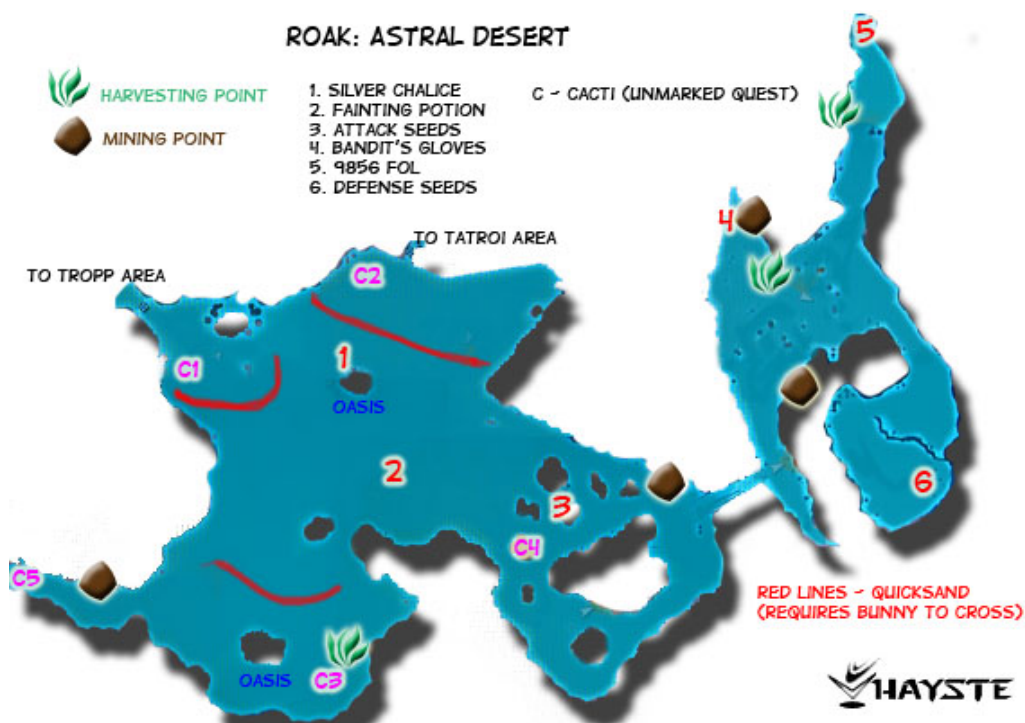 ROAK: ASTRAL DESERT
HARVESTING POINT
MINING POINT
1. SILVER CHALICE
2. FAINTING POTION
3. ATTACK SEEDS
4. BANDIT'S GLOVES
5. 9856 FOL
6. DEFENSE SEEDS
C - CACTI (UNMARKED QUEST)
5
4
TO TATROI AREA
TO TROPP AREA
C2
C1
1
OASIS
2
3
6
C4
C5
OASIS
C3
RED LINES - QUICKSAND
(REQUIRES BUNNY TO CROSS)
HAYSTE